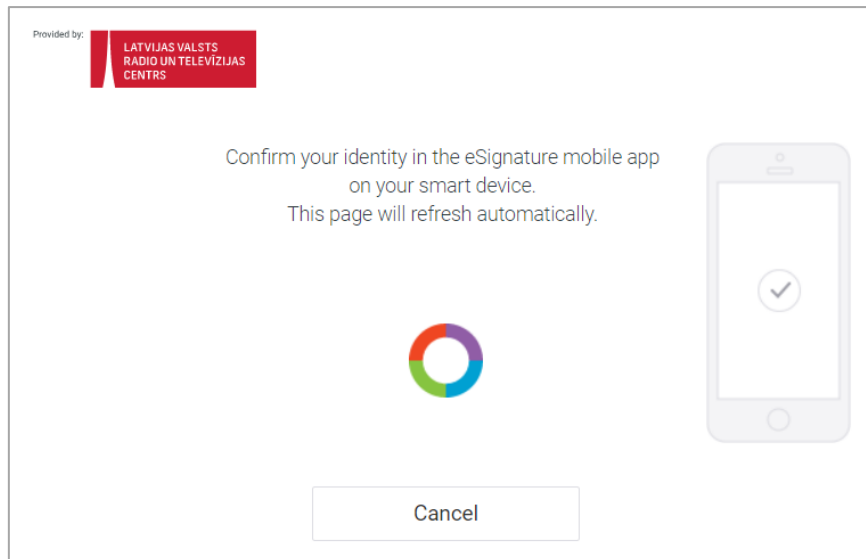 Provided by:
LATVIJAS VALSTS
RADIO UN TELEVĪZIJAS
CENTRS
Confirm your identity in the eSignature mobile app
on your smart device.
This page will refresh automatically.
Cancel